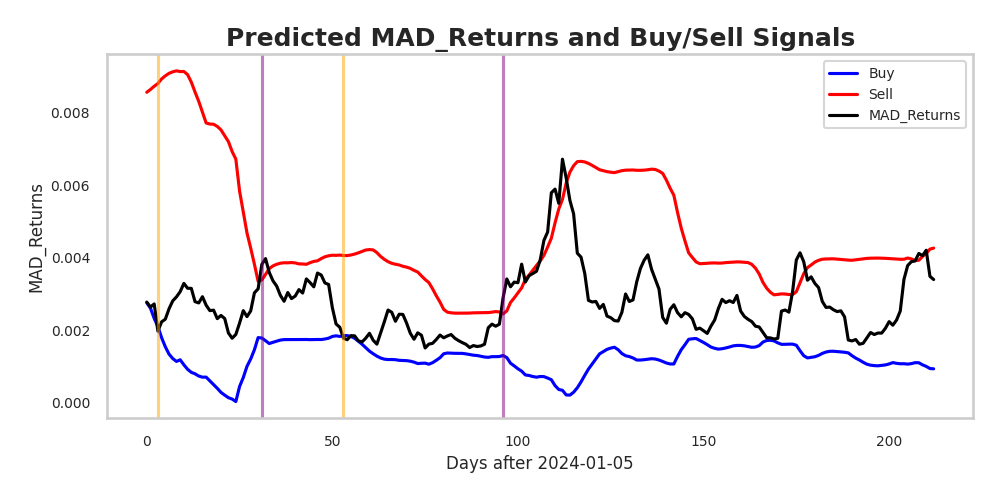 Predicted MAD_Returns and Buy/Sell Signals
Buy
Sell
MAD_Returns
MAD_Returns
0.008
0.006
0.004
0.002
0.000
0 50 100 150 200
Days after 2024-01-05